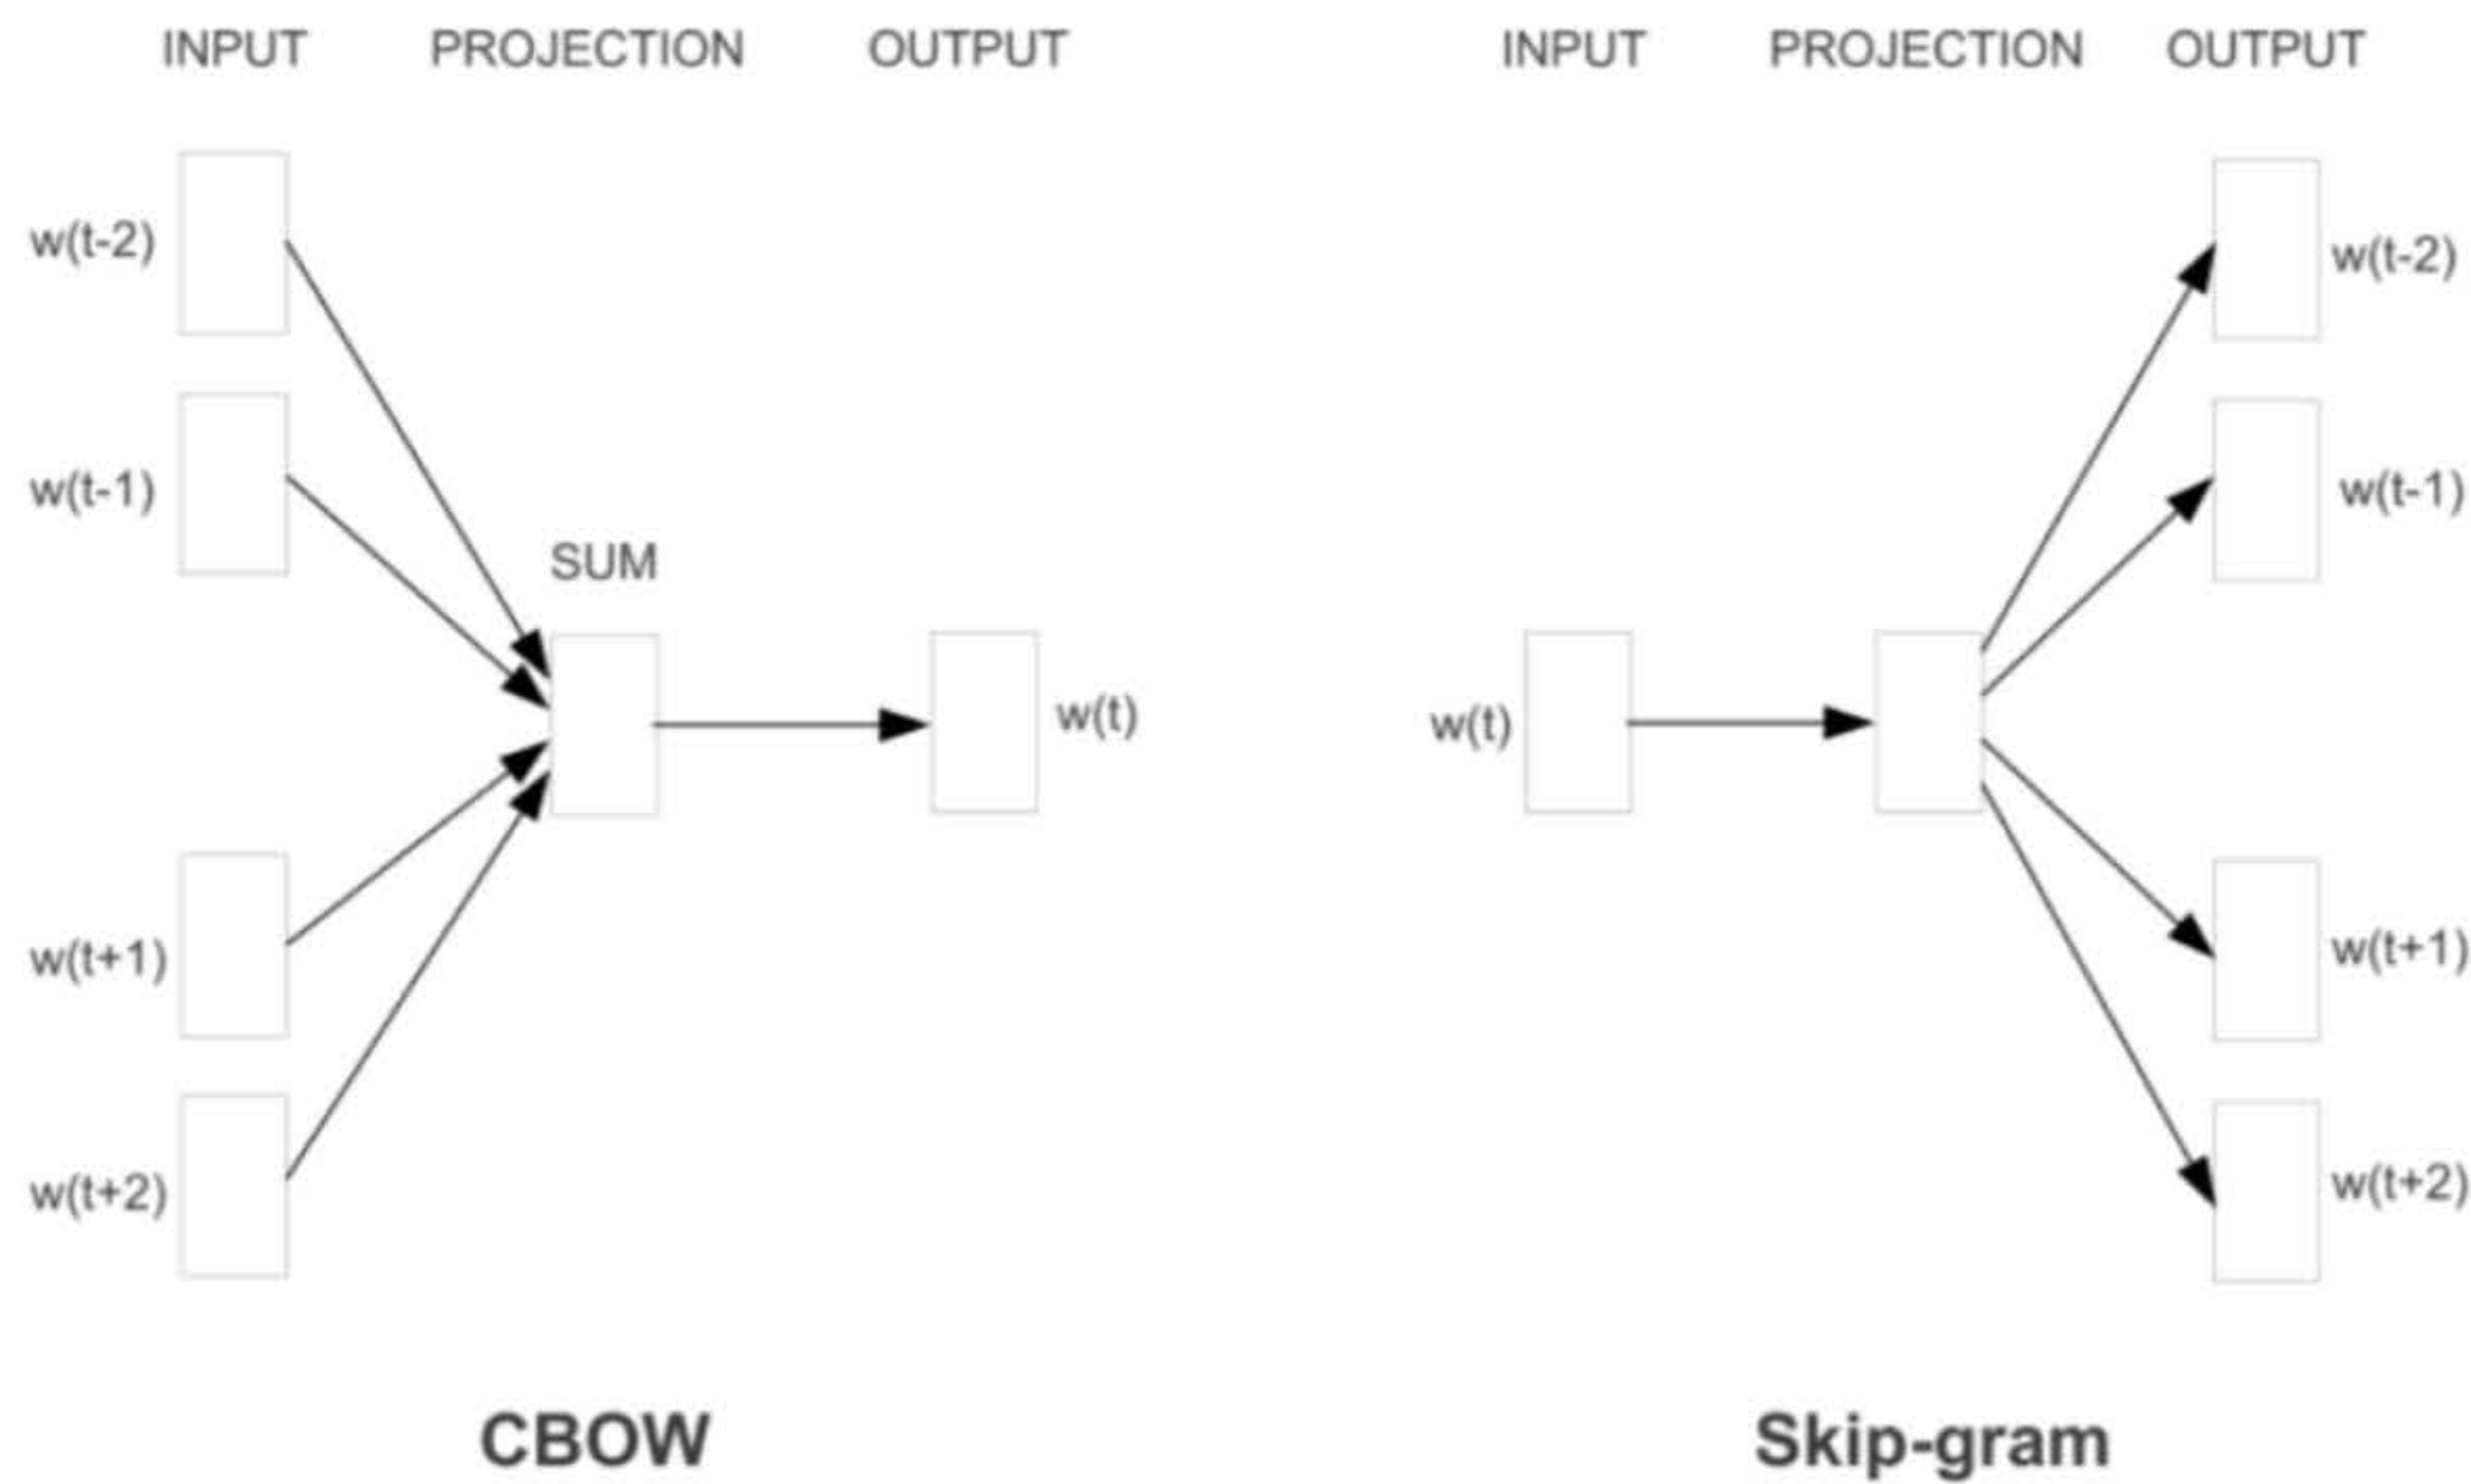 INPUT PROJECTION OUTPUT
w(t-2)
w(t-1)
SUM
w(t)
w(t+1)
w(t+2)
CBOW
INPUT PROJECTION OUTPUT
w(t-2)
w(t-1)
w(t)
w(t+1)
w(t+2)
Skip-gram